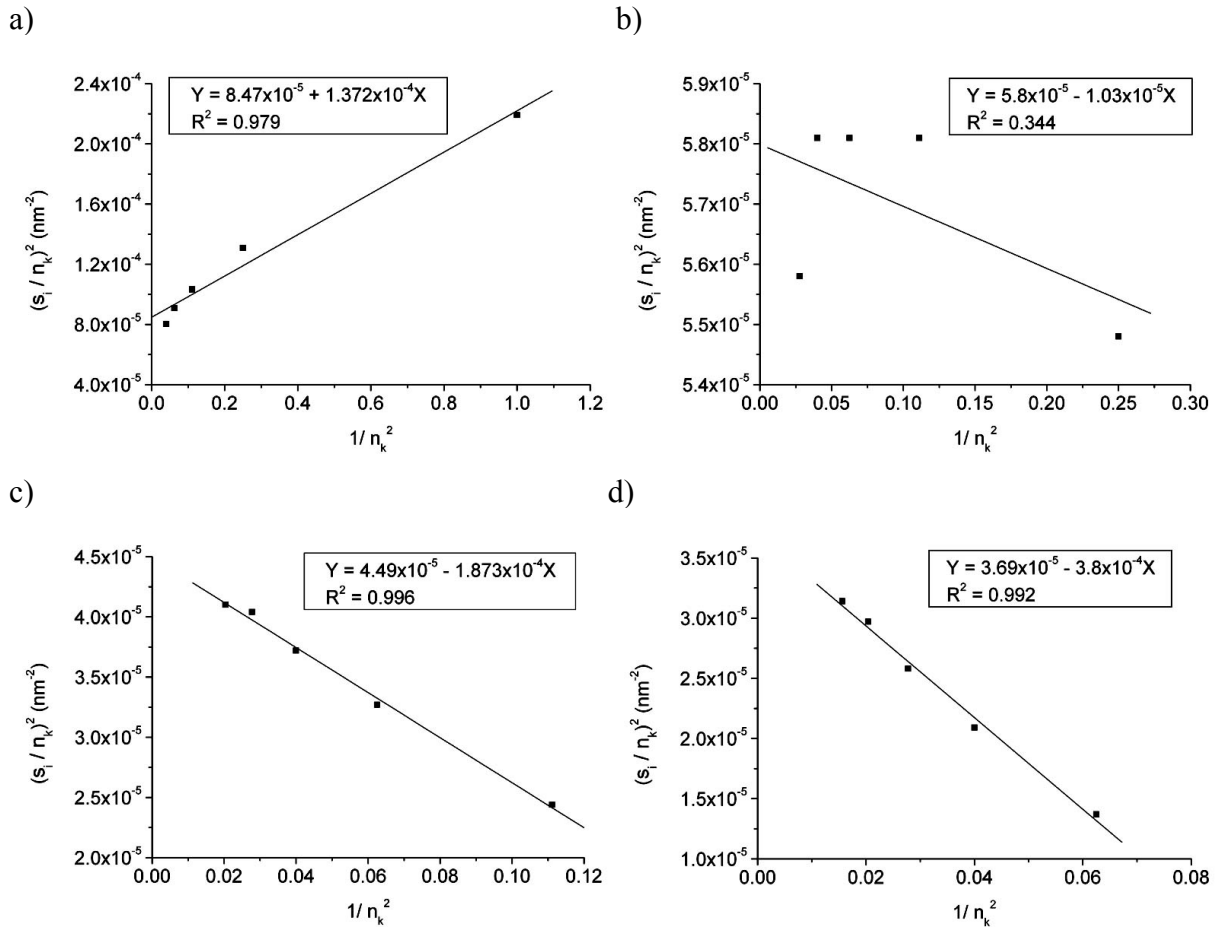 a)
Y = 8.47x10⁻⁵ + 1.372x10⁻⁴X
R² = 0.979
(sᵢ / nₖ)² (nm⁻²)
2.4x10⁻⁴
2.0x10⁻⁴
1.6x10⁻⁴
1.2x10⁻⁴
8.0x10⁻⁵
4.0x10⁻⁵
0.0 0.2 0.4 0.6 0.8 1.0 1.2
1/ nₖ²
b)
Y = 5.8x10⁻⁵ - 1.03x10⁻⁵X
R² = 0.344
(sᵢ / nₖ)² (nm⁻²)
5.9x10⁻⁵
5.8x10⁻⁵
5.7x10⁻⁵
5.6x10⁻⁵
5.5x10⁻⁵
5.4x10⁻⁵
0.00 0.05 0.10 0.15 0.20 0.25 0.30
1/ nₖ²
c)
Y = 4.49x10⁻⁵ - 1.873x10⁻⁴X
R² = 0.996
(sᵢ / nₖ)² (nm⁻²)
4.5x10⁻⁵
4.0x10⁻⁵
3.5x10⁻⁵
3.0x10⁻⁵
2.5x10⁻⁵
2.0x10⁻⁵
0.00 0.02 0.04 0.06 0.08 0.10 0.12
1/ nₖ²
d)
Y = 3.69x10⁻⁵ - 3.8x10⁻⁴X
R² = 0.992
(sᵢ / nₖ)² (nm⁻²)
3.5x10⁻⁵
3.0x10⁻⁵
2.5x10⁻⁵
2.0x10⁻⁵
1.5x10⁻⁵
1.0x10⁻⁵
0.00 0.02 0.04 0.06 0.08
1/ nₖ²